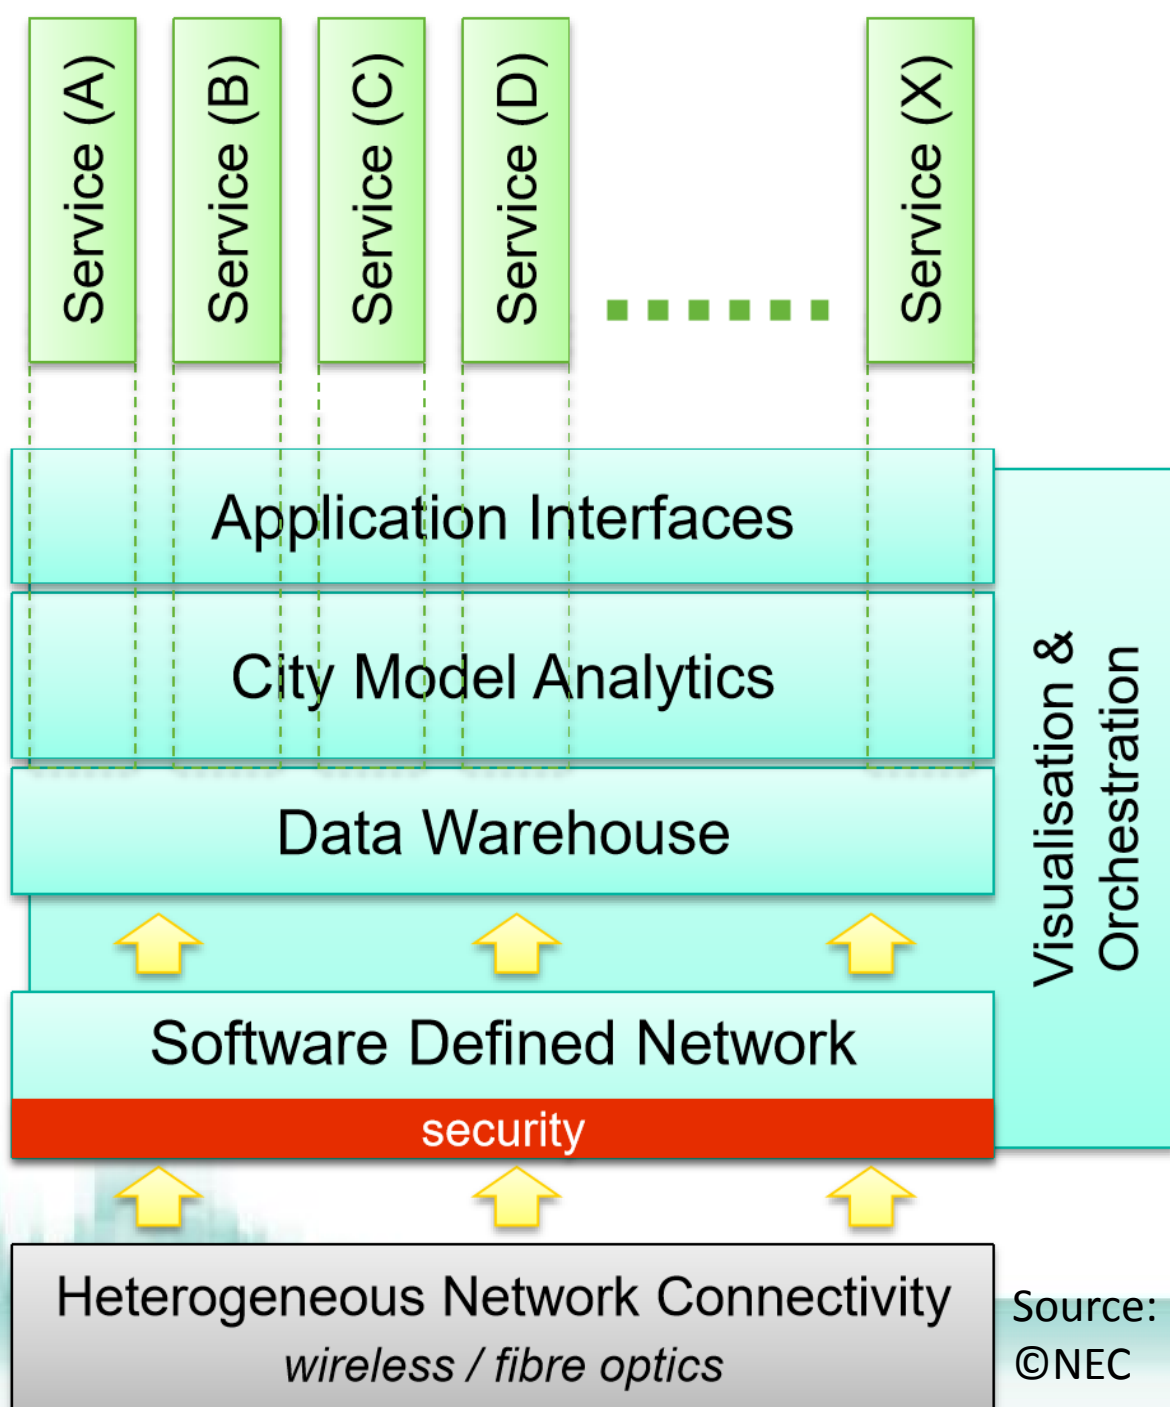 Service (A)
Service (B)
Service (C)
Service (D)
Service (X)
Application Interfaces
City Model Analytics
Data Warehouse
Visualisation &
Orchestration
Software Defined Network
security
Heterogeneous Network Connectivity
wireless / fibre optics
Source:
©NEC